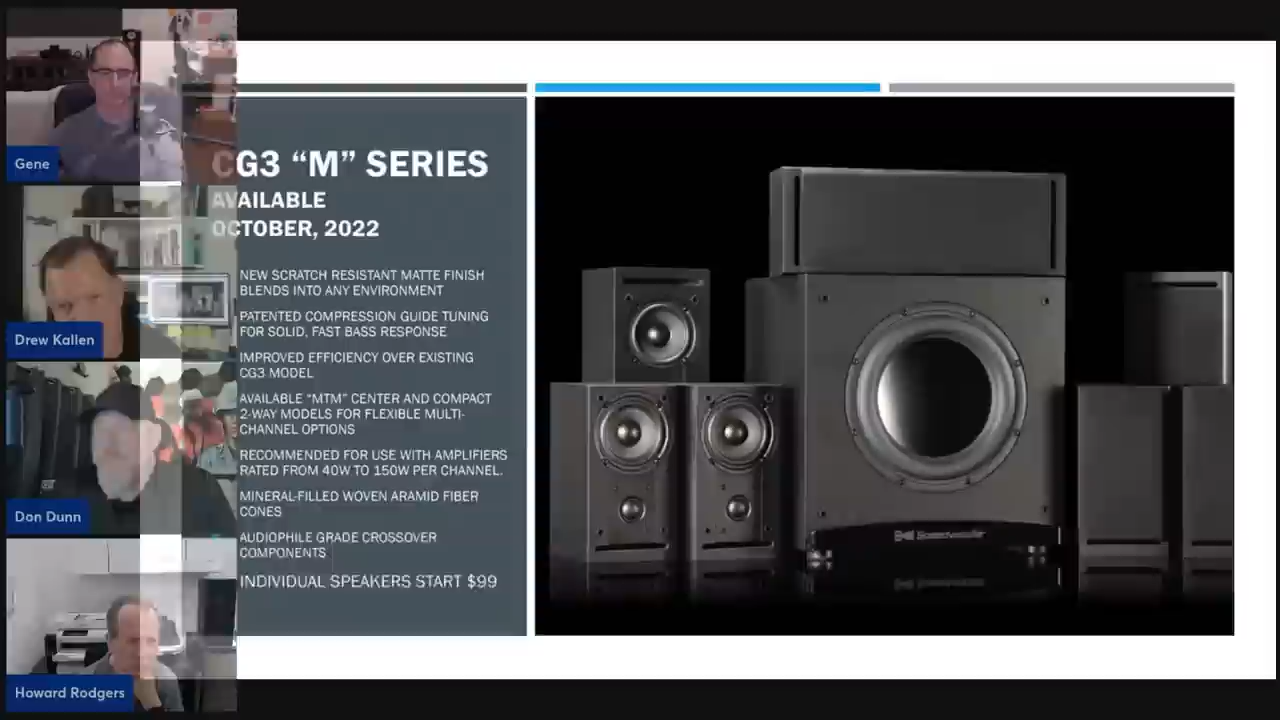 Gene
Drew Kallen
Don Dunn
Howard Rodgers
CG3 “M” SERIES
AVAILABLE
OCTOBER, 2022
NEW SCRATCH RESISTANT MATTE FINISH
BLENDS INTO ANY ENVIRONMENT
PATENTED COMPRESSION GUIDE TUNING
FOR SOLID, FAST BASS RESPONSE
IMPROVED EFFICIENCY OVER EXISTING
CG3 MODEL
AVAILABLE “MTM” CENTER AND COMPACT
2-WAY MODELS FOR FLEXIBLE MULTI-
CHANNEL OPTIONS
RECOMMENDED FOR USE WITH AMPLIFIERS
RATED FROM 40W TO 150W PER CHANNEL.
MINERAL-FILLED WOVEN ARAMID FIBER
CONES
AUDIOPHILE GRADE CROSSOVER
COMPONENTS
INDIVIDUAL SPEAKERS START $99